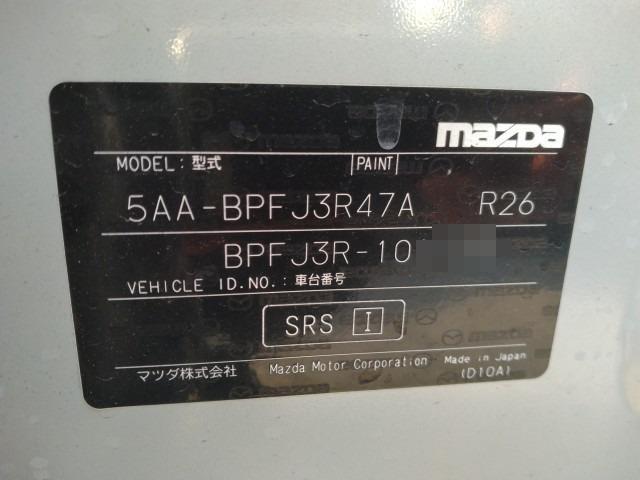 mazda
MODEL: 型式 PAINT
5AA-BPFJ3R47A R26
BPFJ3R-10
VEHICLE ID.NO.: 車台番号
SRS I
マツダ株式会社 Mazda Motor Corporation Made in Japan
(D10A)